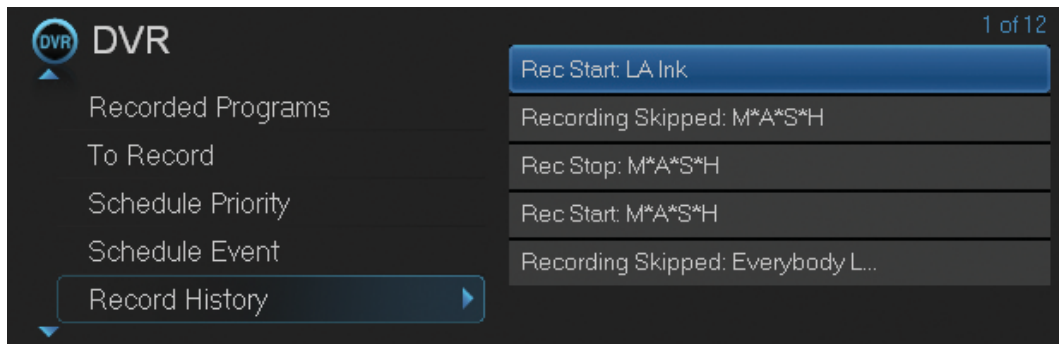 DVR DVR
1 of 12
Recorded Programs
To Record
Schedule Priority
Schedule Event
Record History
Rec Start: LA Ink
Recording Skipped: M*A*S*H
Rec Stop: M*A*S*H
Rec Start: M*A*S*H
Recording Skipped: Everybody L...